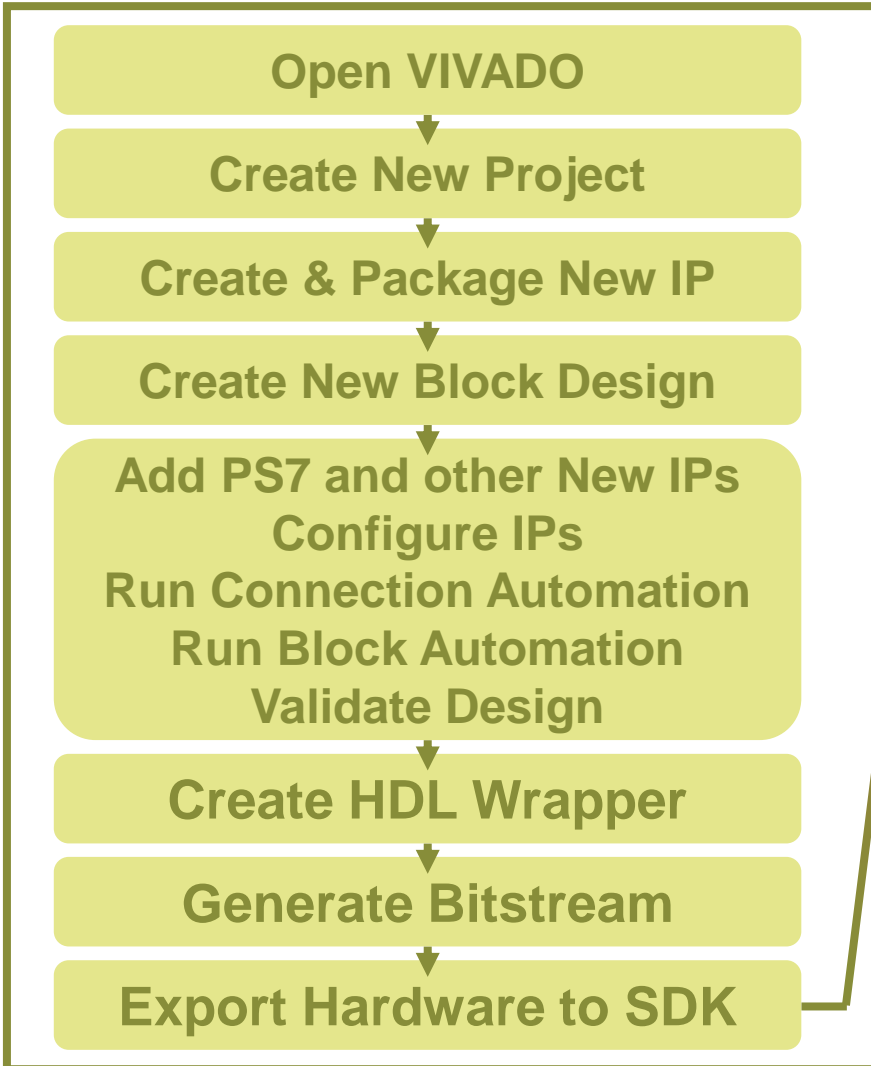 Open VIVADO
Create New Project
Create & Package New IP
Create New Block Design
Add PS7 and other New IPs
Configure IPs
Run Connection Automation
Run Block Automation
Validate Design
Create HDL Wrapper
Generate Bitstream
Export Hardware to SDK